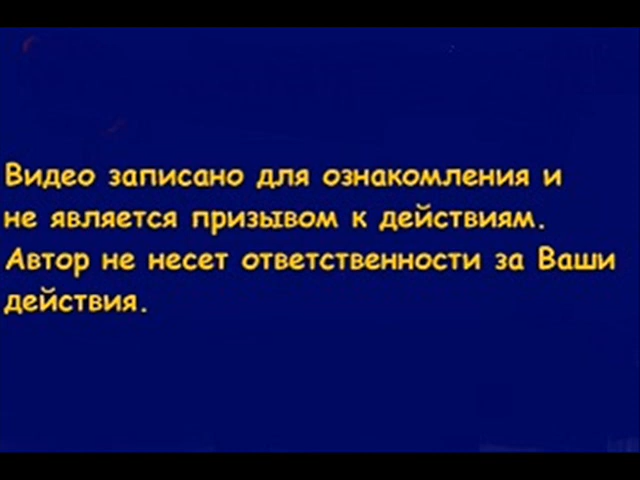 Видео записано для ознакомления и
не является призывом к действиям.
Автор не несет ответственности за Ваши
действия.